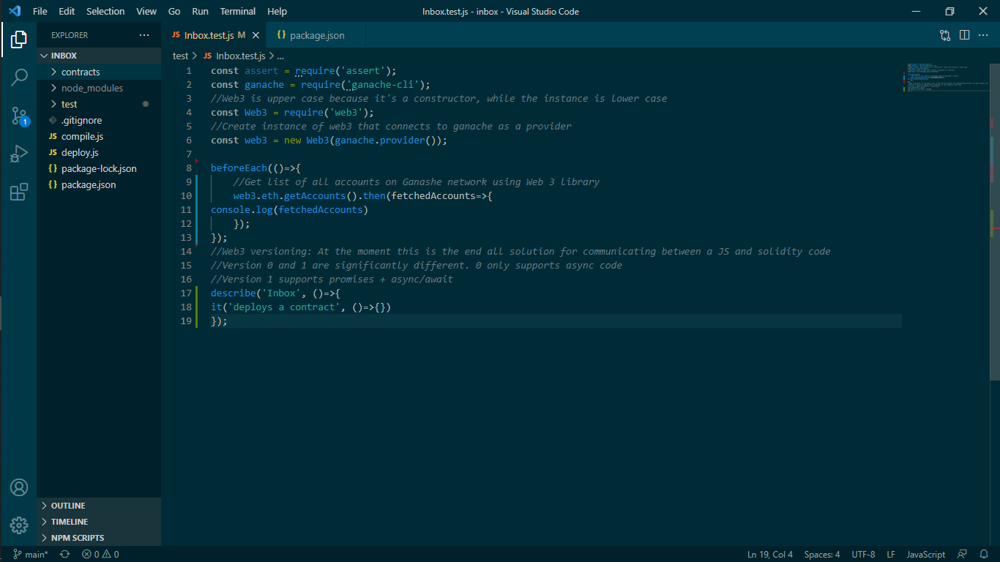 File Edit Selection View Go Run Terminal Help
Inbox.test.js - inbox - Visual Studio Code
EXPLORER
INBOX
contracts
node_modules
test
.gitignore
JS compile.js
JS deploy.js
{} package-lock.json
{} package.json
OUTLINE
TIMELINE
NPM SCRIPTS
1
JS Inbox.test.js M
{} package.json
test > JS Inbox.test.js > ...
1 const assert = require('assert');
2 const ganache = require('ganache-cli');
3 //Web3 is upper case because it's a constructor, while the instance is lower case
4 const Web3 = require('web3');
5 //Create instance of web3 that connects to ganache as a provider
6 const web3 = new Web3(ganache.provider());
7
8 beforeEach(()=>{
9 //Get list of all accounts on Ganashe network using Web 3 library
10 web3.eth.getAccounts().then(fetchedAccounts=>{
11 console.log(fetchedAccounts)
12 });
13 });
14 //Web3 versioning: At the moment this is the end all solution for communicating between a JS and solidity code
15 //Version 0 and 1 are significantly different. 0 only supports async code
16 //Version 1 supports promises + async/await
17 describe('Inbox', ()=>{
18 it('deploys a contract', ()=>{})
19 });
main* 0 0
Ln 19, Col 4 Spaces: 4 UTF-8 LF JavaScript